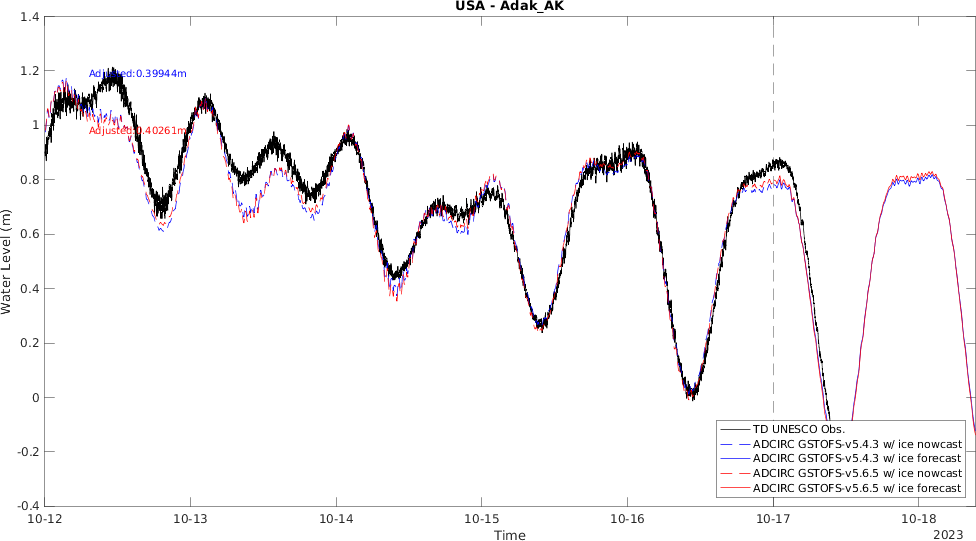 USA - Adak_AK
1.4
1.2
1
0.8
0.6
0.4
0.2
0
-0.2
-0.4
Water Level (m)
Adjusted:0.39944m
Adjusted:0.40261m
TD UNESCO Obs.
ADCIRC GSTOFS-v5.4.3 w/ ice nowcast
ADCIRC GSTOFS-v5.4.3 w/ ice forecast
ADCIRC GSTOFS-v5.6.5 w/ ice nowcast
ADCIRC GSTOFS-v5.6.5 w/ ice forecast
10-12 10-13 10-14 10-15 10-16 10-17 10-18
Time
2023